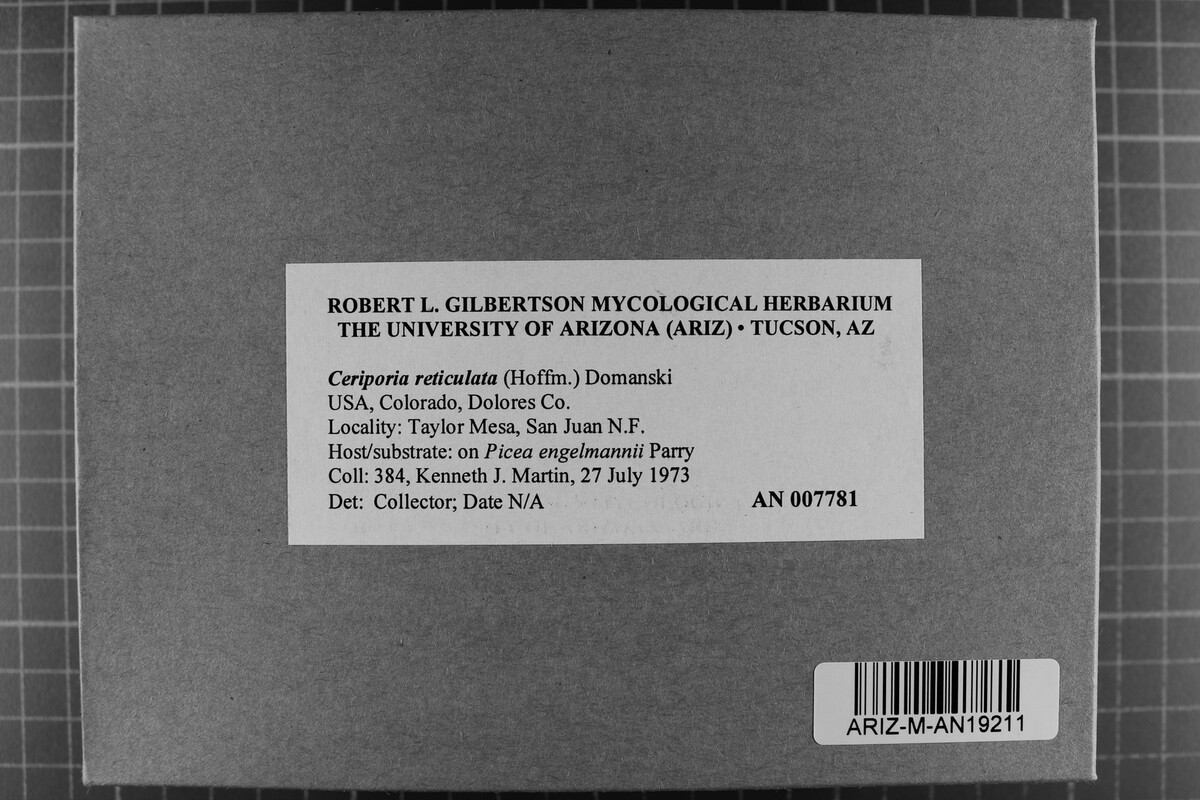 ROBERT L. GILBERTSON MYCOLOGICAL HERBARIUM
THE UNIVERSITY OF ARIZONA (ARIZ) • TUCSON, AZ
Ceriporia reticulata (Hoffm.) Domanski
USA, Colorado, Dolores Co.
Locality: Taylor Mesa, San Juan N.F.
Host/substrate: on Picea engelmannii Parry
Coll: 384, Kenneth J. Martin, 27 July 1973
Det: Collector; Date N/A AN 007781
ARIZ-M-AN19211